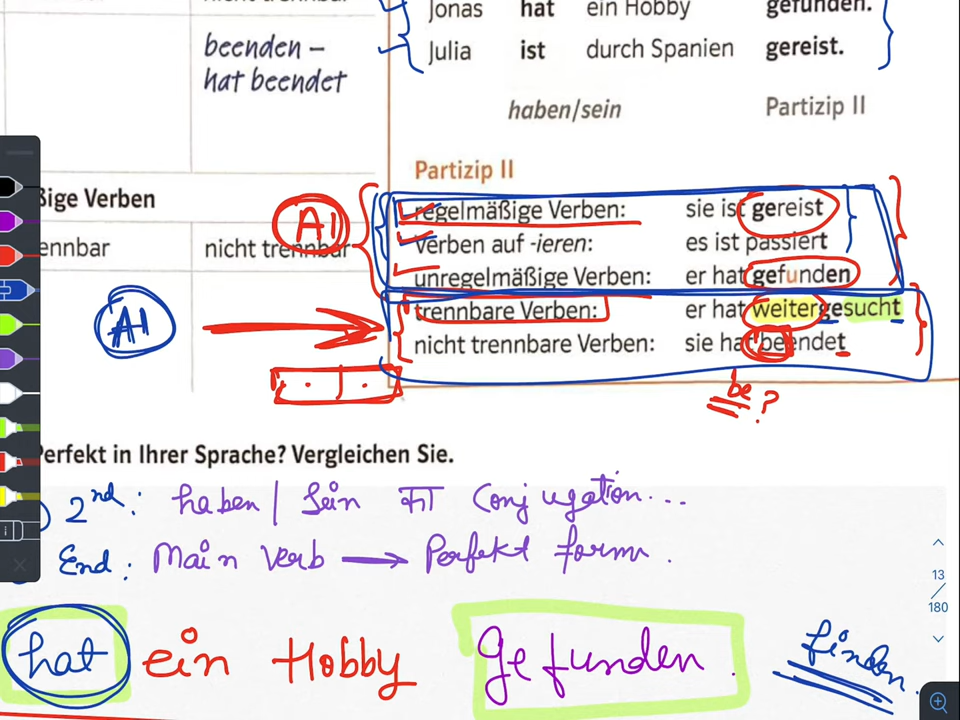 nicht trennbar
beenden –
hat beendet
ßige Verben
ennbar
nicht trennbar
Jonas hat ein Hobby gefunden.
Julia ist durch Spanien gereist.
haben/sein Partizip II
Partizip II
A1
regelmäßige Verben: sie ist gereist
Verben auf -ieren: es ist passiert
unregelmäßige Verben: er hat gefunden
A1
trennbare Verben: er hat weitergesucht
nicht trennbare Verben: sie hat beendet
be ?
Perfekt in Ihrer Sprache? Vergleichen Sie.
) 2nd: haben / Sein का Conjugation...
End: Main Verb → Perfekt form.
13
/
180
hat ein Hobby Gefunden.
finden.